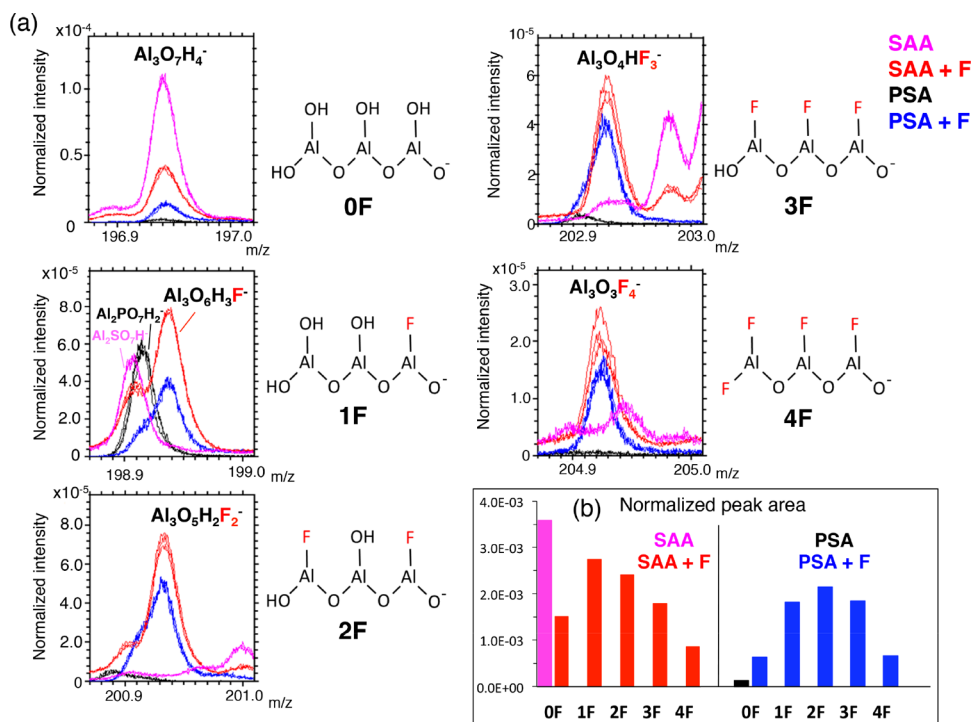 (a)
x10⁻⁴
Al₃O₇H₄⁻
Normalized intensity
1.0
0.5
0
196.9
197.0
m/z
OH
OH
OH
Al
Al
Al
HO
O
O
O⁻
0F
10⁻⁵
Al₃O₄HF₃⁻
Normalized intensity
8
6
4
2
0
202.9
203.0
m/z
F
F
F
Al
Al
Al
HO
O
O
O⁻
3F
SAA
SAA + F
PSA
PSA + F
x10⁻⁵
Al₃O₆H₃F⁻
Al₂PO₇H₂⁻
Al₂SO₇H⁻
Normalized intensity
8.0
6.0
4.0
2.0
0
198.9
199.0
m/z
OH
OH
F
Al
Al
Al
HO
O
O
O⁻
1F
x10⁻⁵
Al₃O₃F₄⁻
Normalized intensity
3.0
2.0
1.0
0
204.9
205.0
m/z
F
F
F
Al
Al
Al
F
O
O
O⁻
4F
x10⁻⁵
Al₃O₅H₂F₂⁻
Normalized intensity
8.0
6.0
4.0
2.0
0
200.9
201.0
m/z
F
OH
F
Al
Al
Al
HO
O
O
O⁻
2F
(b)
Normalized peak area
4.0E-03
3.0E-03
2.0E-03
1.0E-03
0.0E+00
SAA
SAA + F
PSA
PSA + F
0F 1F 2F 3F 4F
0F 1F 2F 3F 4F